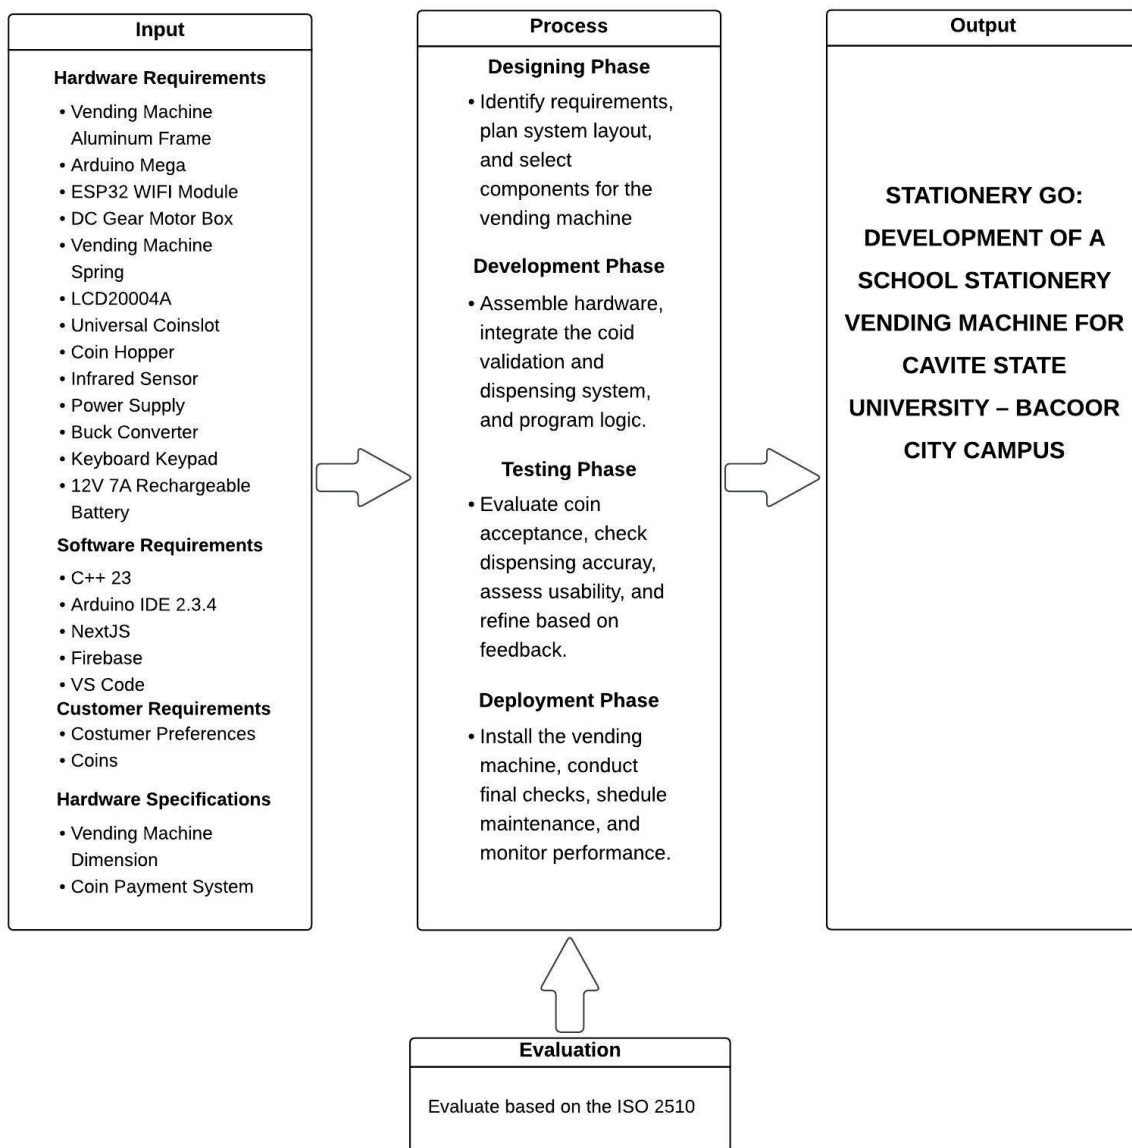 Input
Hardware Requirements
• Vending Machine
Aluminum Frame
• Arduino Mega
• ESP32 WIFI Module
• DC Gear Motor Box
• Vending Machine
Spring
• LCD20004A
• Universal Coinslot
• Coin Hopper
• Infrared Sensor
• Power Supply
• Buck Converter
• Keyboard Keypad
• 12V 7A Rechargeable
Battery
Software Requirements
• C++ 23
• Arduino IDE 2.3.4
• NextJS
• Firebase
• VS Code
Customer Requirements
• Costumer Preferences
• Coins
Hardware Specifications
• Vending Machine
Dimension
• Coin Payment System
Process
Designing Phase
• Identify requirements,
plan system layout,
and select
components for the
vending machine
Development Phase
• Assemble hardware,
integrate the coid
validation and
dispensing system,
and program logic.
Testing Phase
• Evaluate coin
acceptance, check
dispensing accuray,
assess usability, and
refine based on
feedback.
Deployment Phase
• Install the vending
machine, conduct
final checks, shedule
maintenance, and
monitor performance.
Output
STATIONERY GO:
DEVELOPMENT OF A
SCHOOL STATIONERY
VENDING MACHINE FOR
CAVITE STATE
UNIVERSITY – BACOOR
CITY CAMPUS
Evaluation
Evaluate based on the ISO 2510